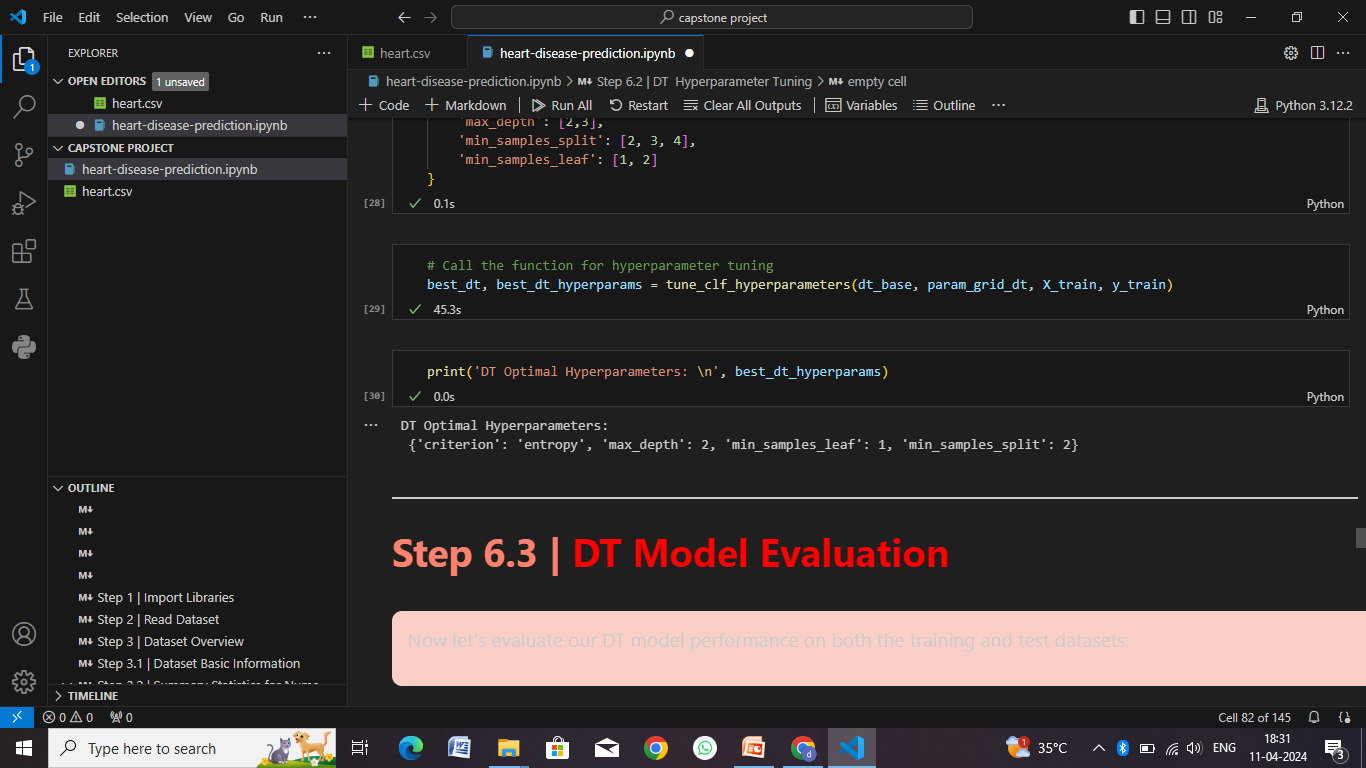 File Edit Selection View Go Run ···
capstone project
EXPLORER ···
OPEN EDITORS 1 unsaved
heart.csv
heart-disease-prediction.ipynb
CAPSTONE PROJECT
heart-disease-prediction.ipynb
heart.csv
OUTLINE
M↓
M↓
M↓
M↓
M↓ Step 1 | Import Libraries
M↓ Step 2 | Read Dataset
M↓ Step 3 | Dataset Overview
M↓ Step 3.1 | Dataset Basic Information
TIMELINE
heart.csv heart-disease-prediction.ipynb
heart-disease-prediction.ipynb > M↓ Step 6.2 | DT Hyperparameter Tuning > M↓ empty cell
+ Code + Markdown Run All Restart Clear All Outputs Variables Outline ··· Python 3.12.2
'max_depth': [2,3],
'min_samples_split': [2, 3, 4],
'min_samples_leaf': [1, 2]
}
[28] 0.1s Python
# Call the function for hyperparameter tuning
best_dt, best_dt_hyperparams = tune_clf_hyperparameters(dt_base, param_grid_dt, X_train, y_train)
[29] 45.3s Python
print('DT Optimal Hyperparameters: \n', best_dt_hyperparams)
[30] 0.0s Python
··· DT Optimal Hyperparameters:
{'criterion': 'entropy', 'max_depth': 2, 'min_samples_leaf': 1, 'min_samples_split': 2}
Step 6.3 | DT Model Evaluation
Now let's evaluate our DT model performance on both the training and test datasets:
0 0 0 Cell 82 of 145
1
Type here to search
35°C ENG 18:31
11-04-2024
3